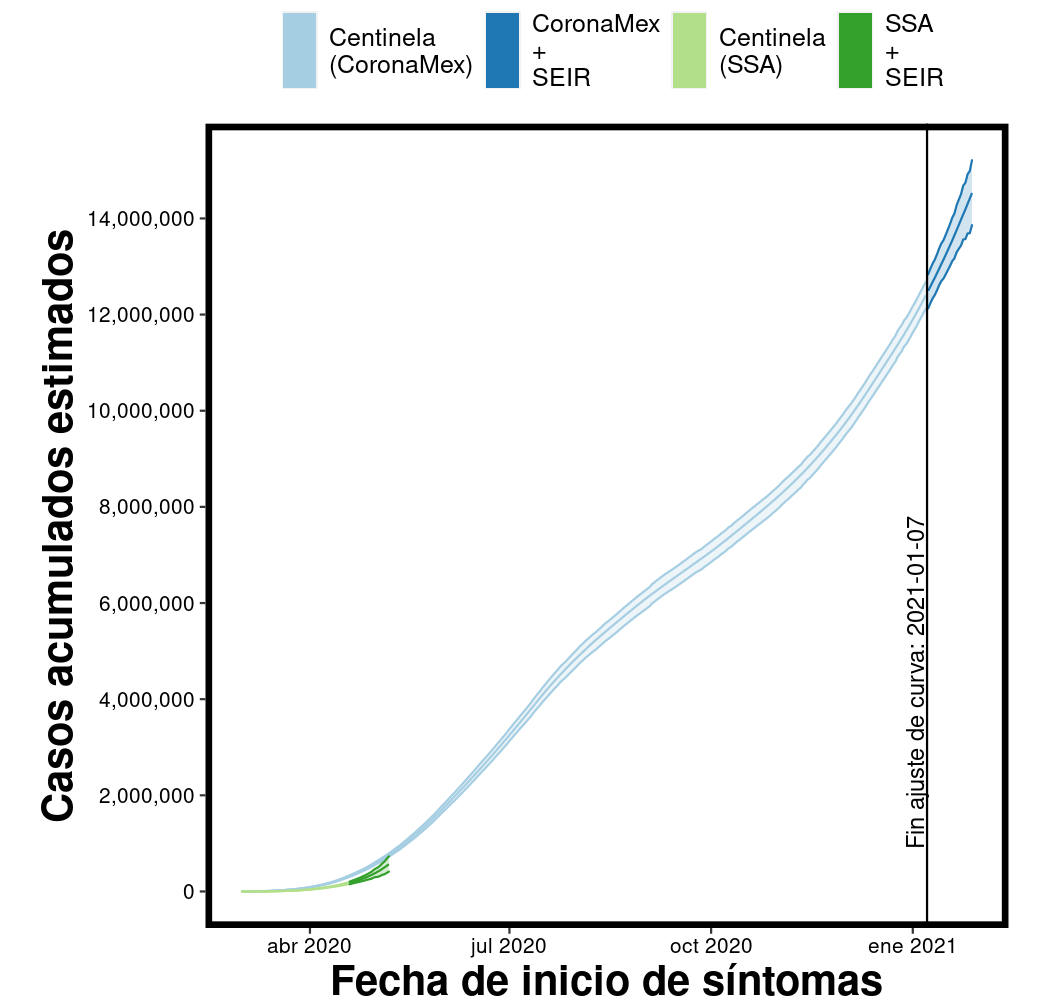 Centinela
(CoronaMex)
CoronaMex
+
SEIR
Centinela
(SSA)
SSA
+
SEIR
Casos acumulados estimados
14,000,000
12,000,000
10,000,000
8,000,000
6,000,000
4,000,000
2,000,000
0
Fin ajuste de curva: 2021-01-07
abr 2020
jul 2020
oct 2020
ene 2021
Fecha de inicio de síntomas